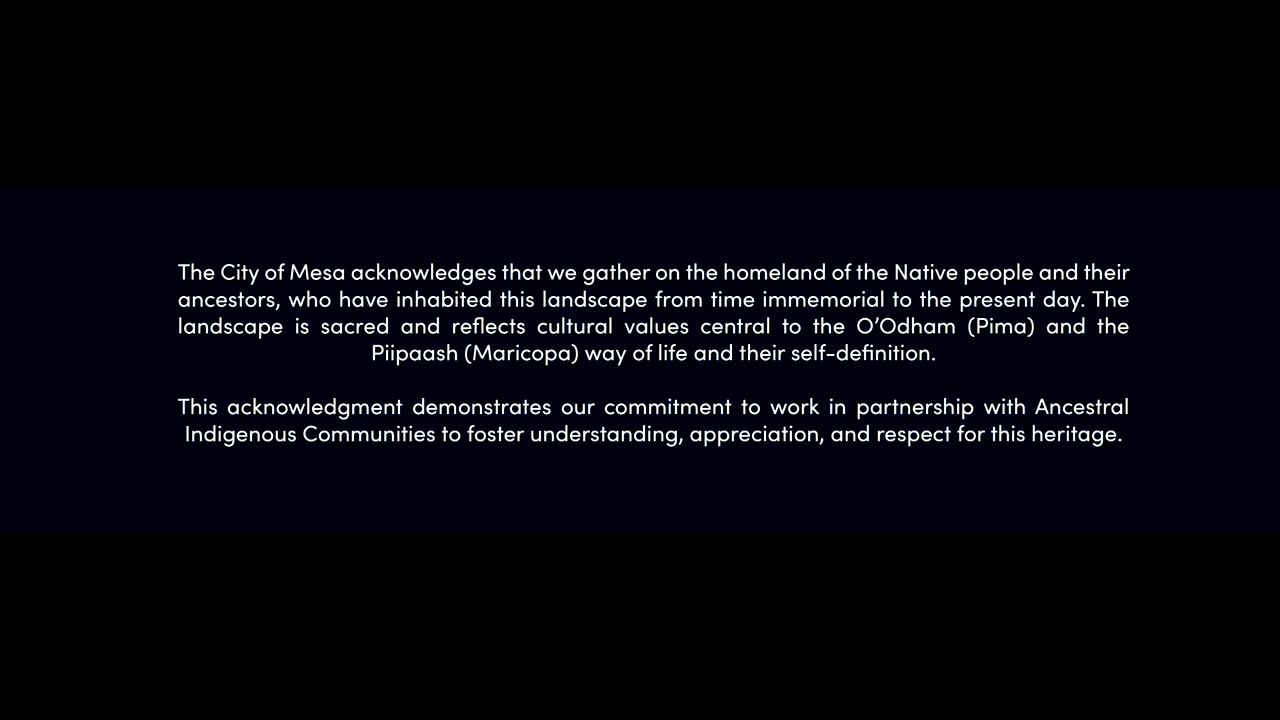 The City of Mesa acknowledges that we gather on the homeland of the Native people and their
ancestors, who have inhabited this landscape from time immemorial to the present day. The
landscape is sacred and reflects cultural values central to the O’Odham (Pima) and the
Piipaash (Maricopa) way of life and their self-definition.
This acknowledgment demonstrates our commitment to work in partnership with Ancestral
Indigenous Communities to foster understanding, appreciation, and respect for this heritage.